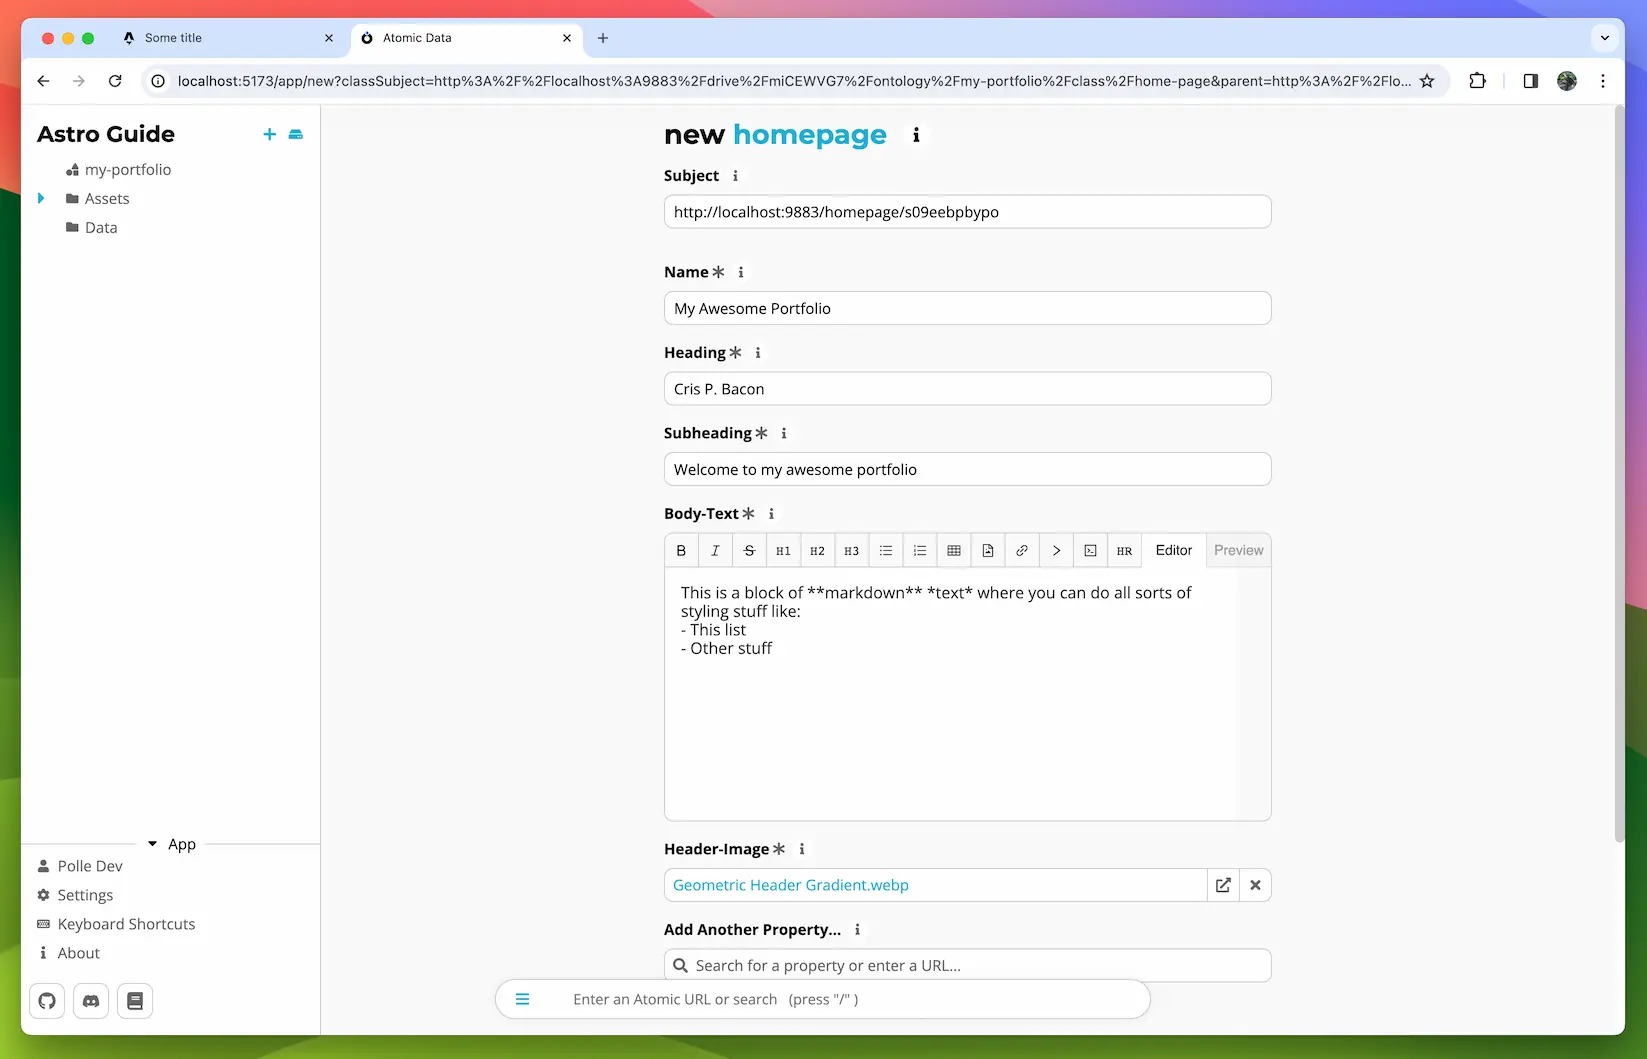 Some title
Atomic Data
localhost:5173/app/new?classSubject=http%3A%2F%2Flocalhost%3A9883%2Fdrive%2FmiCEWVG7%2Fontology%2Fmy-portfolio%2Fclass%2Fhome-page&parent=http%3A%2F%2Flo...
Astro Guide
my-portfolio
Assets
Data
App
Polle Dev
Settings
Keyboard Shortcuts
About
new homepage
Subject
http://localhost:9883/homepage/s09eebpbypo
Name*
My Awesome Portfolio
Heading*
Cris P. Bacon
Subheading*
Welcome to my awesome portfolio
Body-Text*
B I S H1 H2 H3 HR Editor Preview
This is a block of **markdown** *text* where you can do all sorts of
styling stuff like:
- This list
- Other stuff
Header-Image*
Geometric Header Gradient.webp
Add Another Property...
Search for a property or enter a URL...
Enter an Atomic URL or search (press "/" )